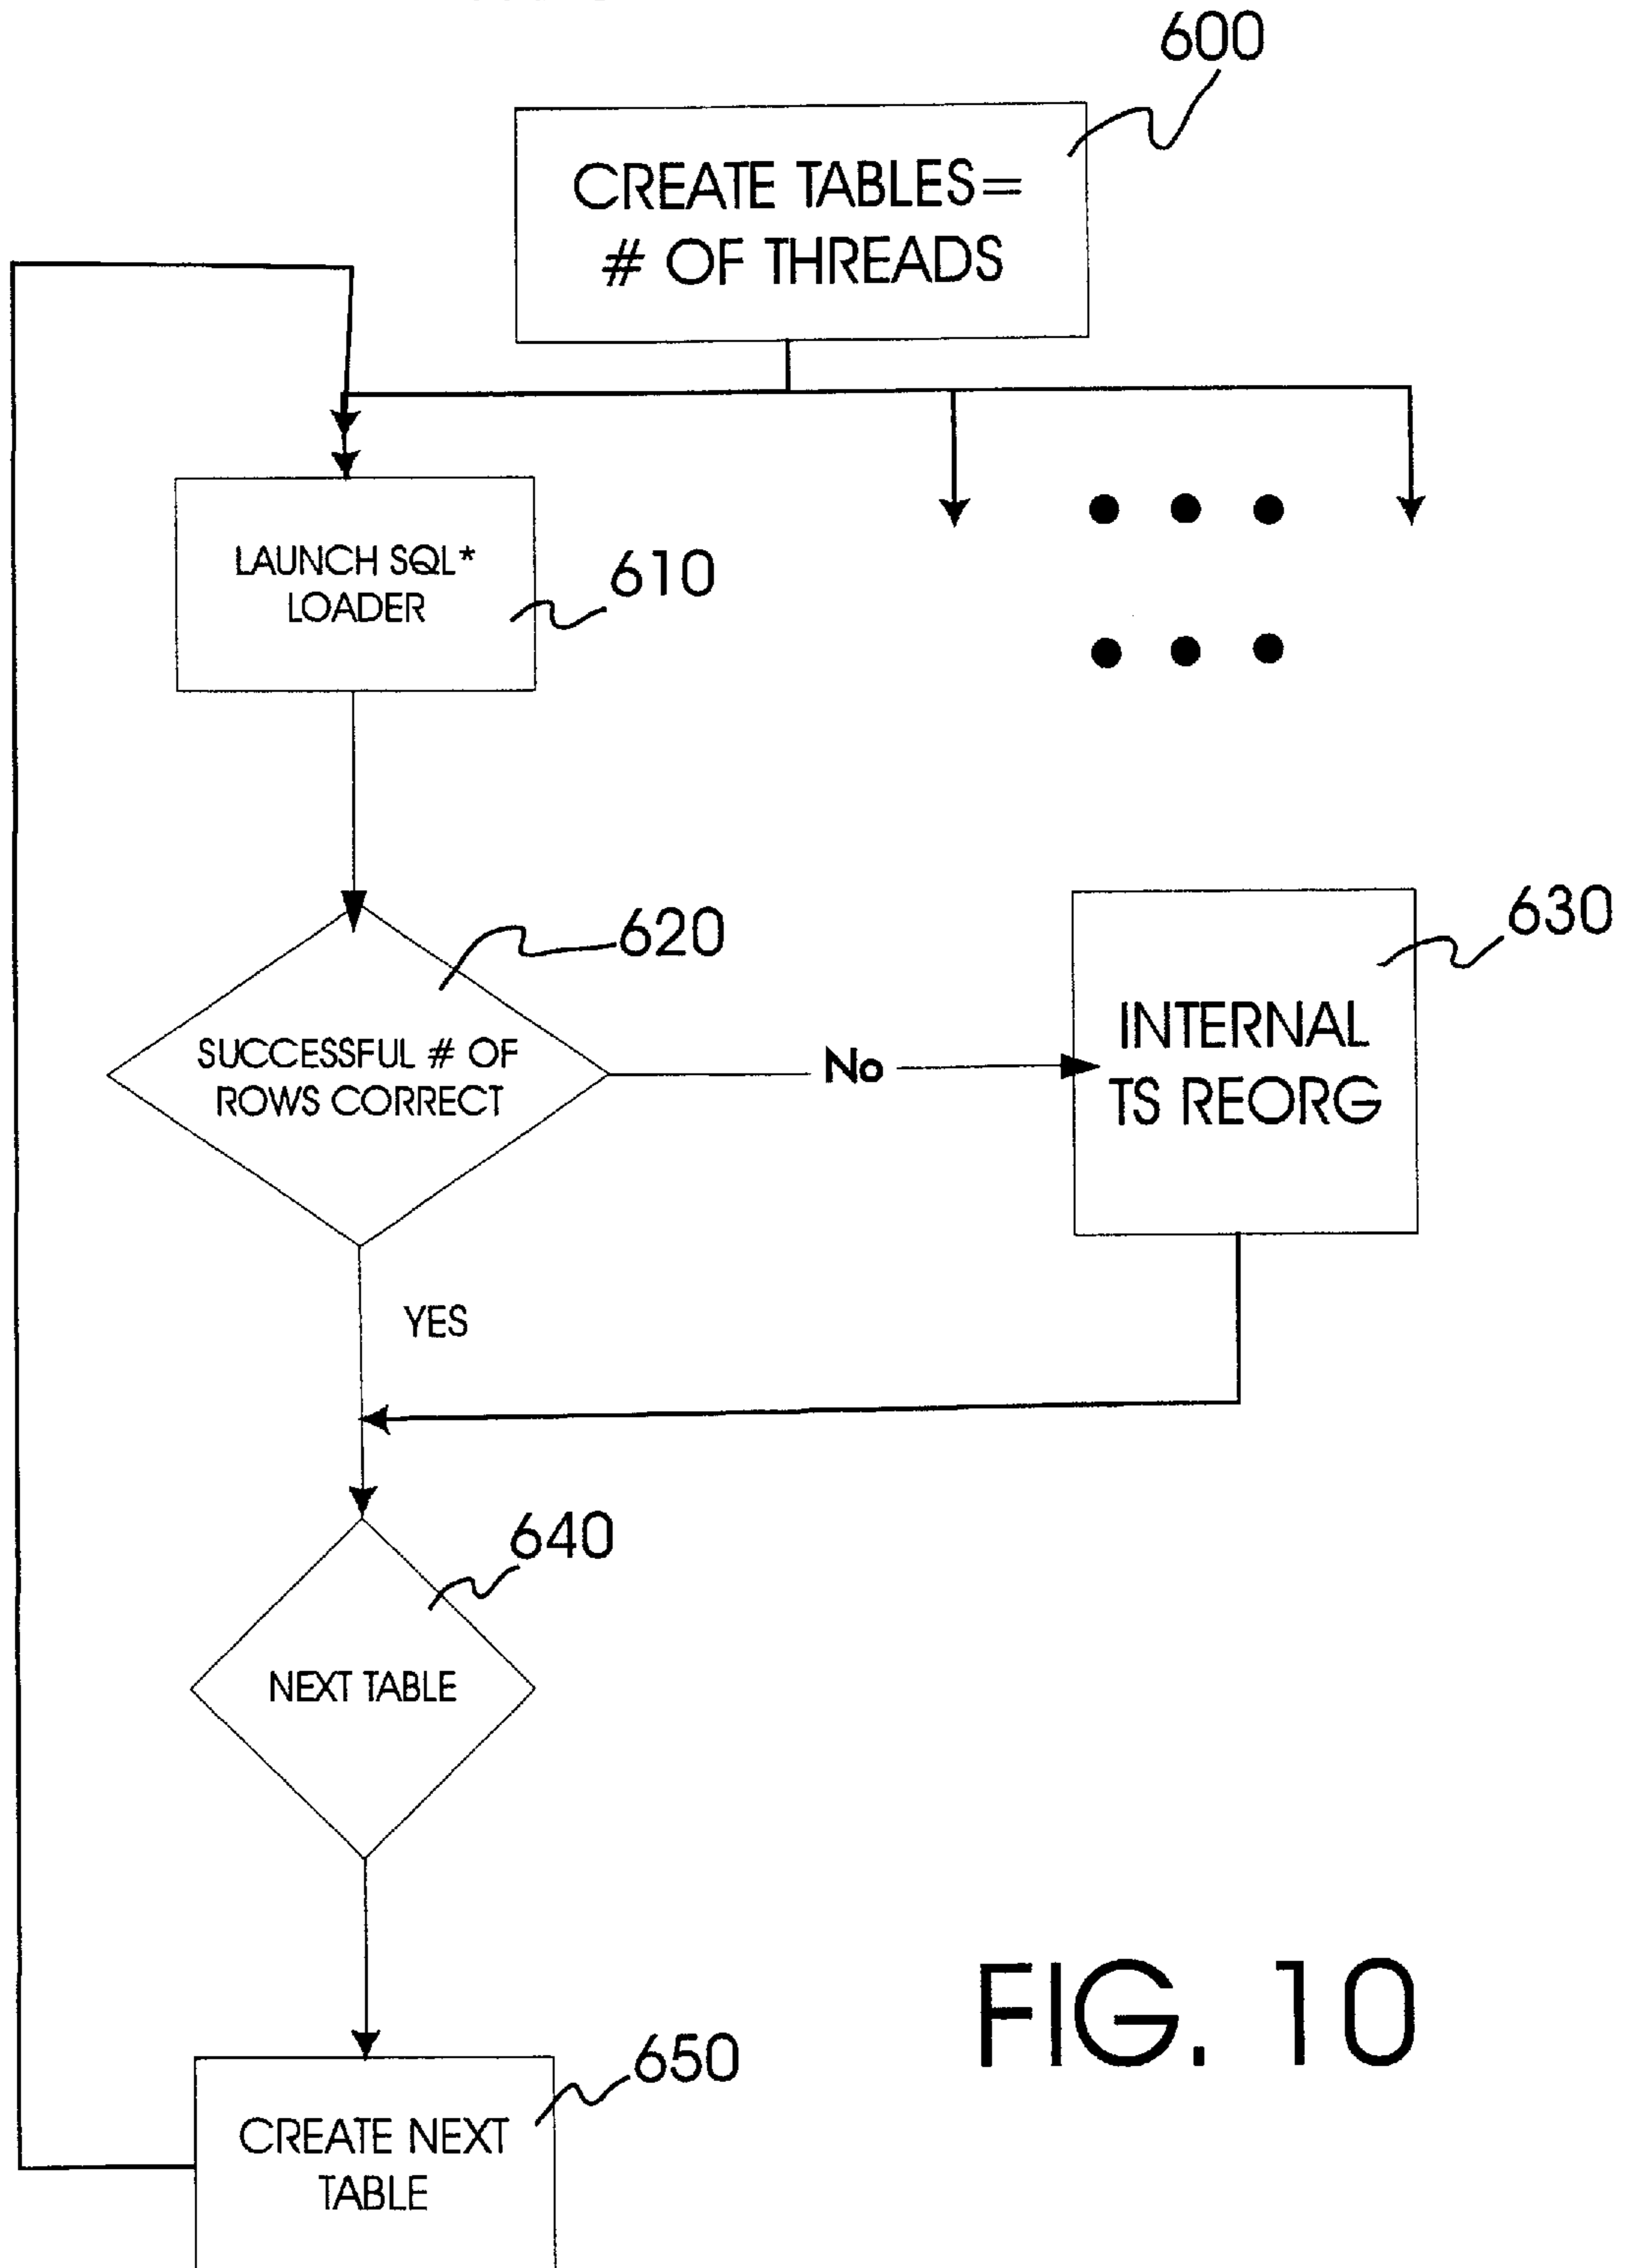 600
CREATE TABLES=
# OF THREADS
LAUNCH SQL*
LOADER
610
620
SUCCESSFUL # OF
ROWS CORRECT
No
630
INTERNAL
TS REORG
YES
640
NEXT TABLE
650
CREATE NEXT
TABLE
FIG. 10